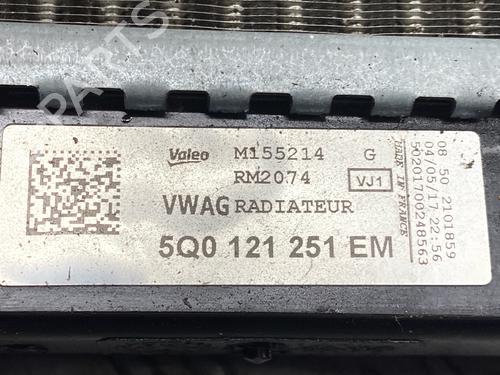 Valeo M155214 G
RM2074 VJ1
VWAG RADIATEUR
5Q0 121 251 EM
MADE IN FRANCE
08 50 2101859
04/05/17 22:56
50201700248563
PARTS